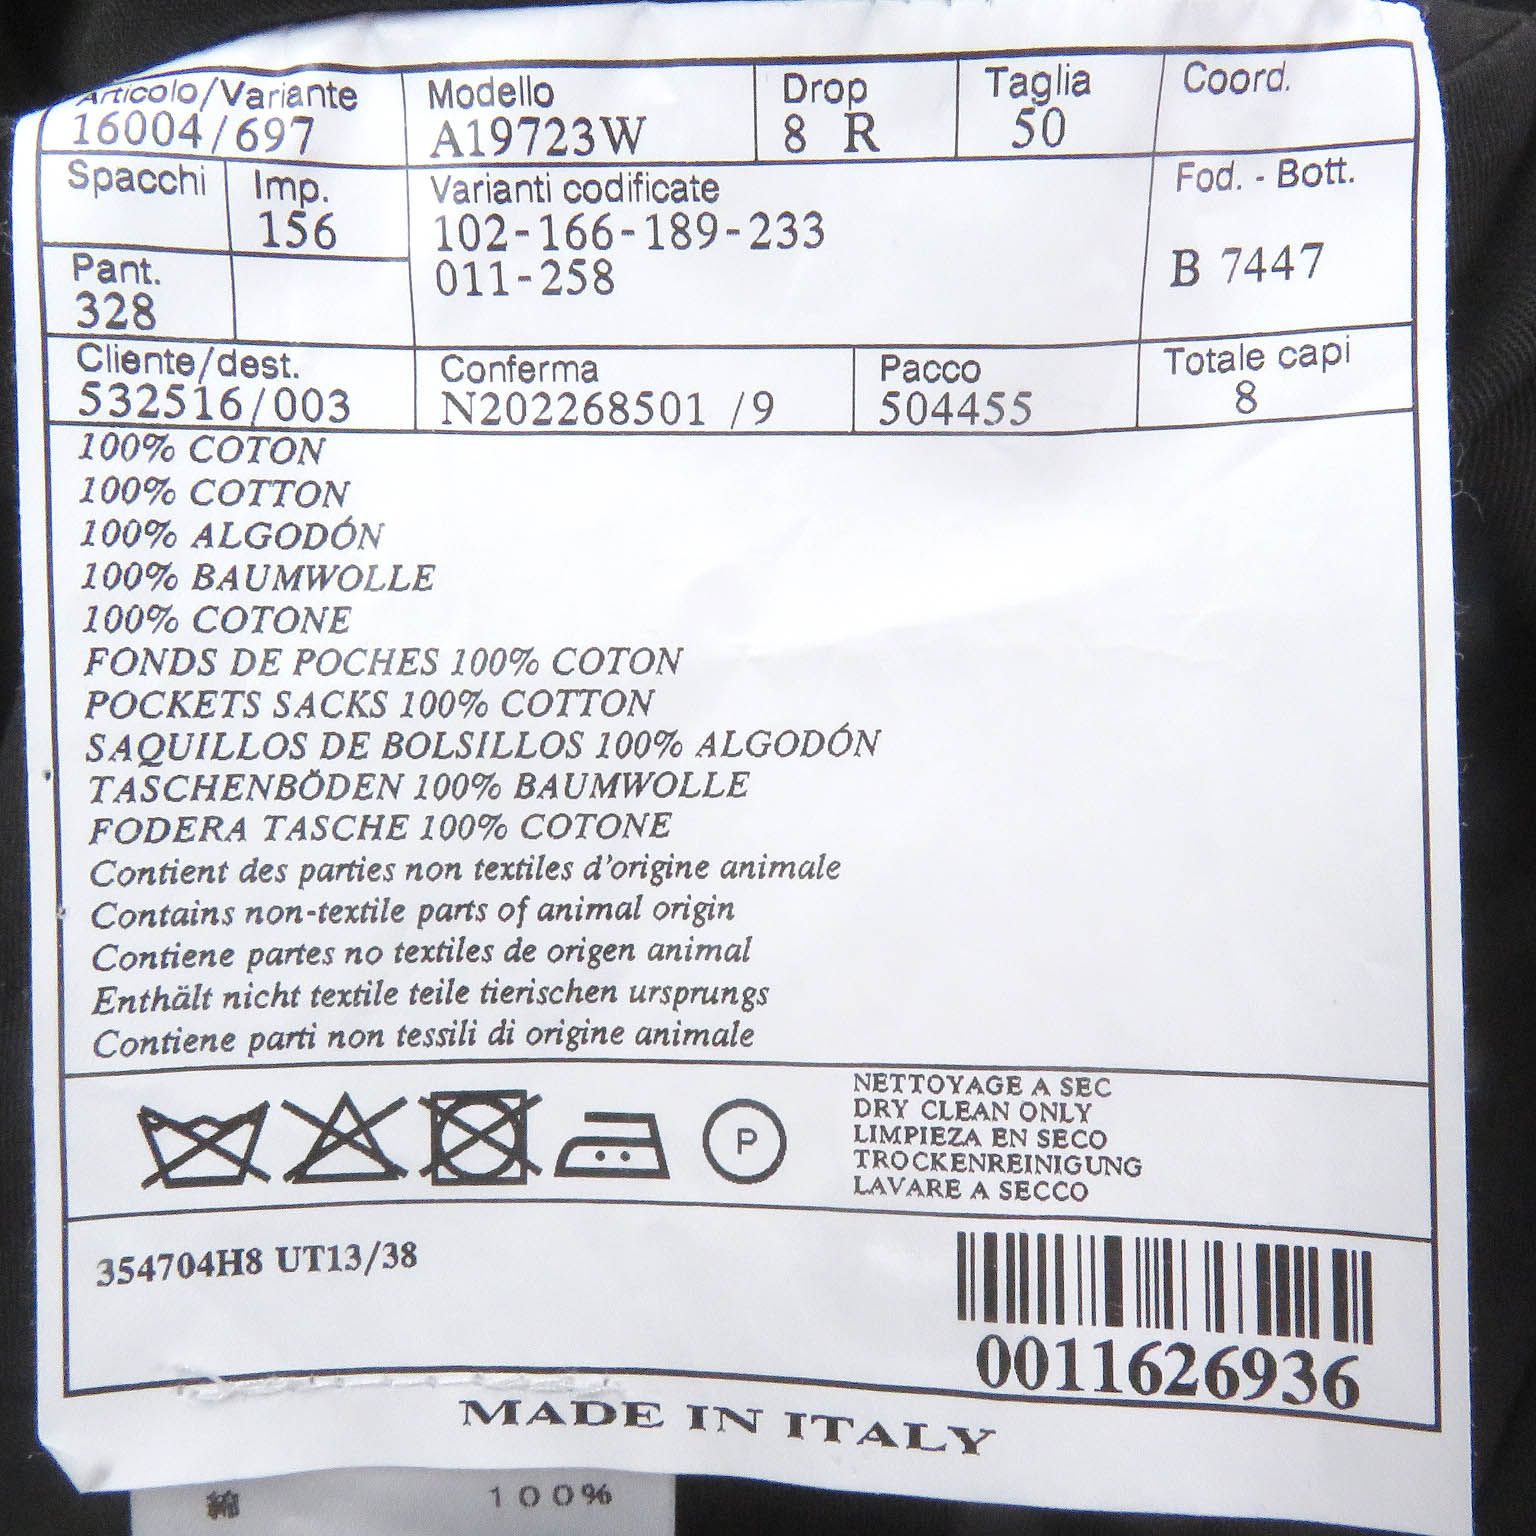 Articolo/Variante Modello Drop Taglia Coord.
16004/697 A19723W 8 R 50
Spacchi Imp. Varianti codificate Fod. - Bott.
156 102-166-189-233
Pant. 011-258 B 7447
328
Cliente/dest. Conferma Pacco Totale capi
532516/003 N202268501 /9 504455 8
100% COTON
100% COTTON
100% ALGODÓN
100% BAUMWOLLE
100% COTONE
FONDS DE POCHES 100% COTON
POCKETS SACKS 100% COTTON
SAQUILLOS DE BOLSILLOS 100% ALGODÓN
TASCHENBÖDEN 100% BAUMWOLLE
FODERA TASCHE 100% COTONE
Contient des parties non textiles d'origine animale
Contains non-textile parts of animal origin
Contiene partes no textiles de origen animal
Enthält nicht textile teile tierischen ursprungs
Contiene parti non tessili di origine animale
P
NETTOYAGE A SEC
DRY CLEAN ONLY
LIMPIEZA EN SECO
TROCKENREINIGUNG
LAVARE A SECCO
354704H8 UT13/38
0011626936
MADE IN ITALY
綿 100%